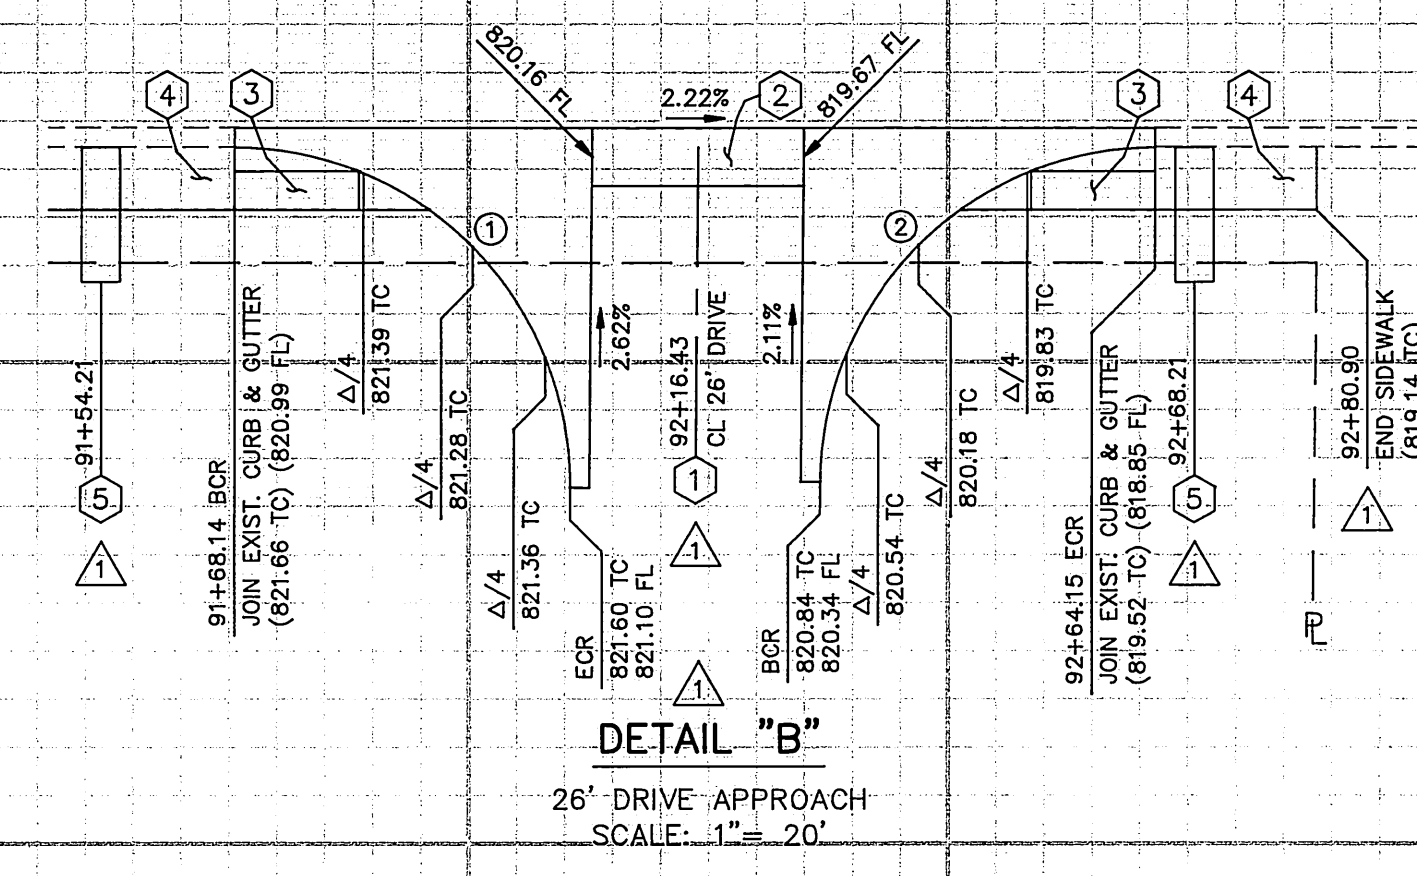 820.16 FL
2.22%
2
819.67 FL
4
3
3
4
1
2
91+54.21
5
1
91+68.14 BCR
JOIN EXIST. CURB & GUTTER
(821.66 TC) (820.99 FL)
Δ/4
821.39 TC
Δ/4
821.28 TC
Δ/4
821.36 TC
2.62%
ECR
821.60 TC
821.10 FL
92+16.43
CL 26' DRIVE
1
1
1
2.11%
BCR
820.84 TC
820.34 FL
Δ/4
820.54 TC
Δ/4
820.18 TC
Δ/4
819.83 TC
92+64.15 ECR
JOIN EXIST. CURB & GUTTER
(819.52 TC) (818.85 FL)
92+68.21
5
1
PL
92+80.90
END SIDEWALK
(819.14 TC)
1
DETAIL "B"
26' DRIVE APPROACH
SCALE: 1"= 20'